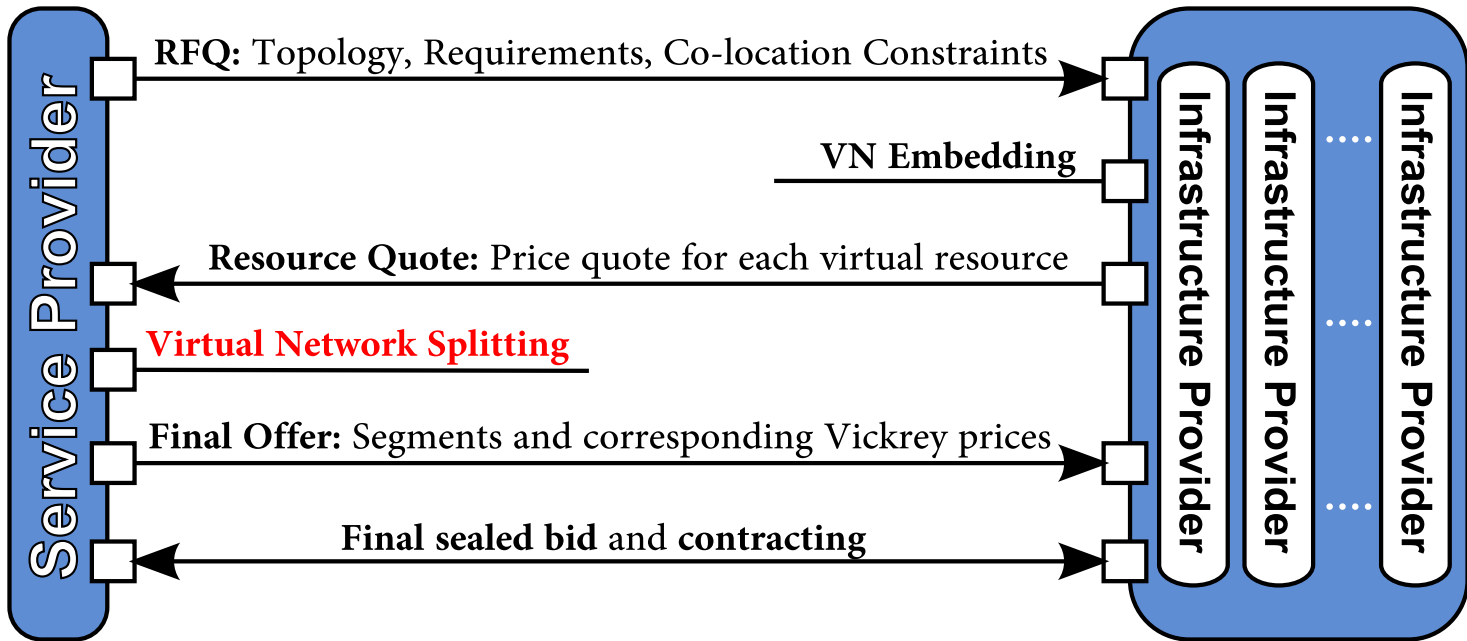 Service Provider
RFQ: Topology, Requirements, Co-location Constraints
VN Embedding
Resource Quote: Price quote for each virtual resource
Virtual Network Splitting
Final Offer: Segments and corresponding Vickrey prices
Final sealed bid and contracting
Infrastructure Provider
Infrastructure Provider
....
....
....
Infrastructure Provider